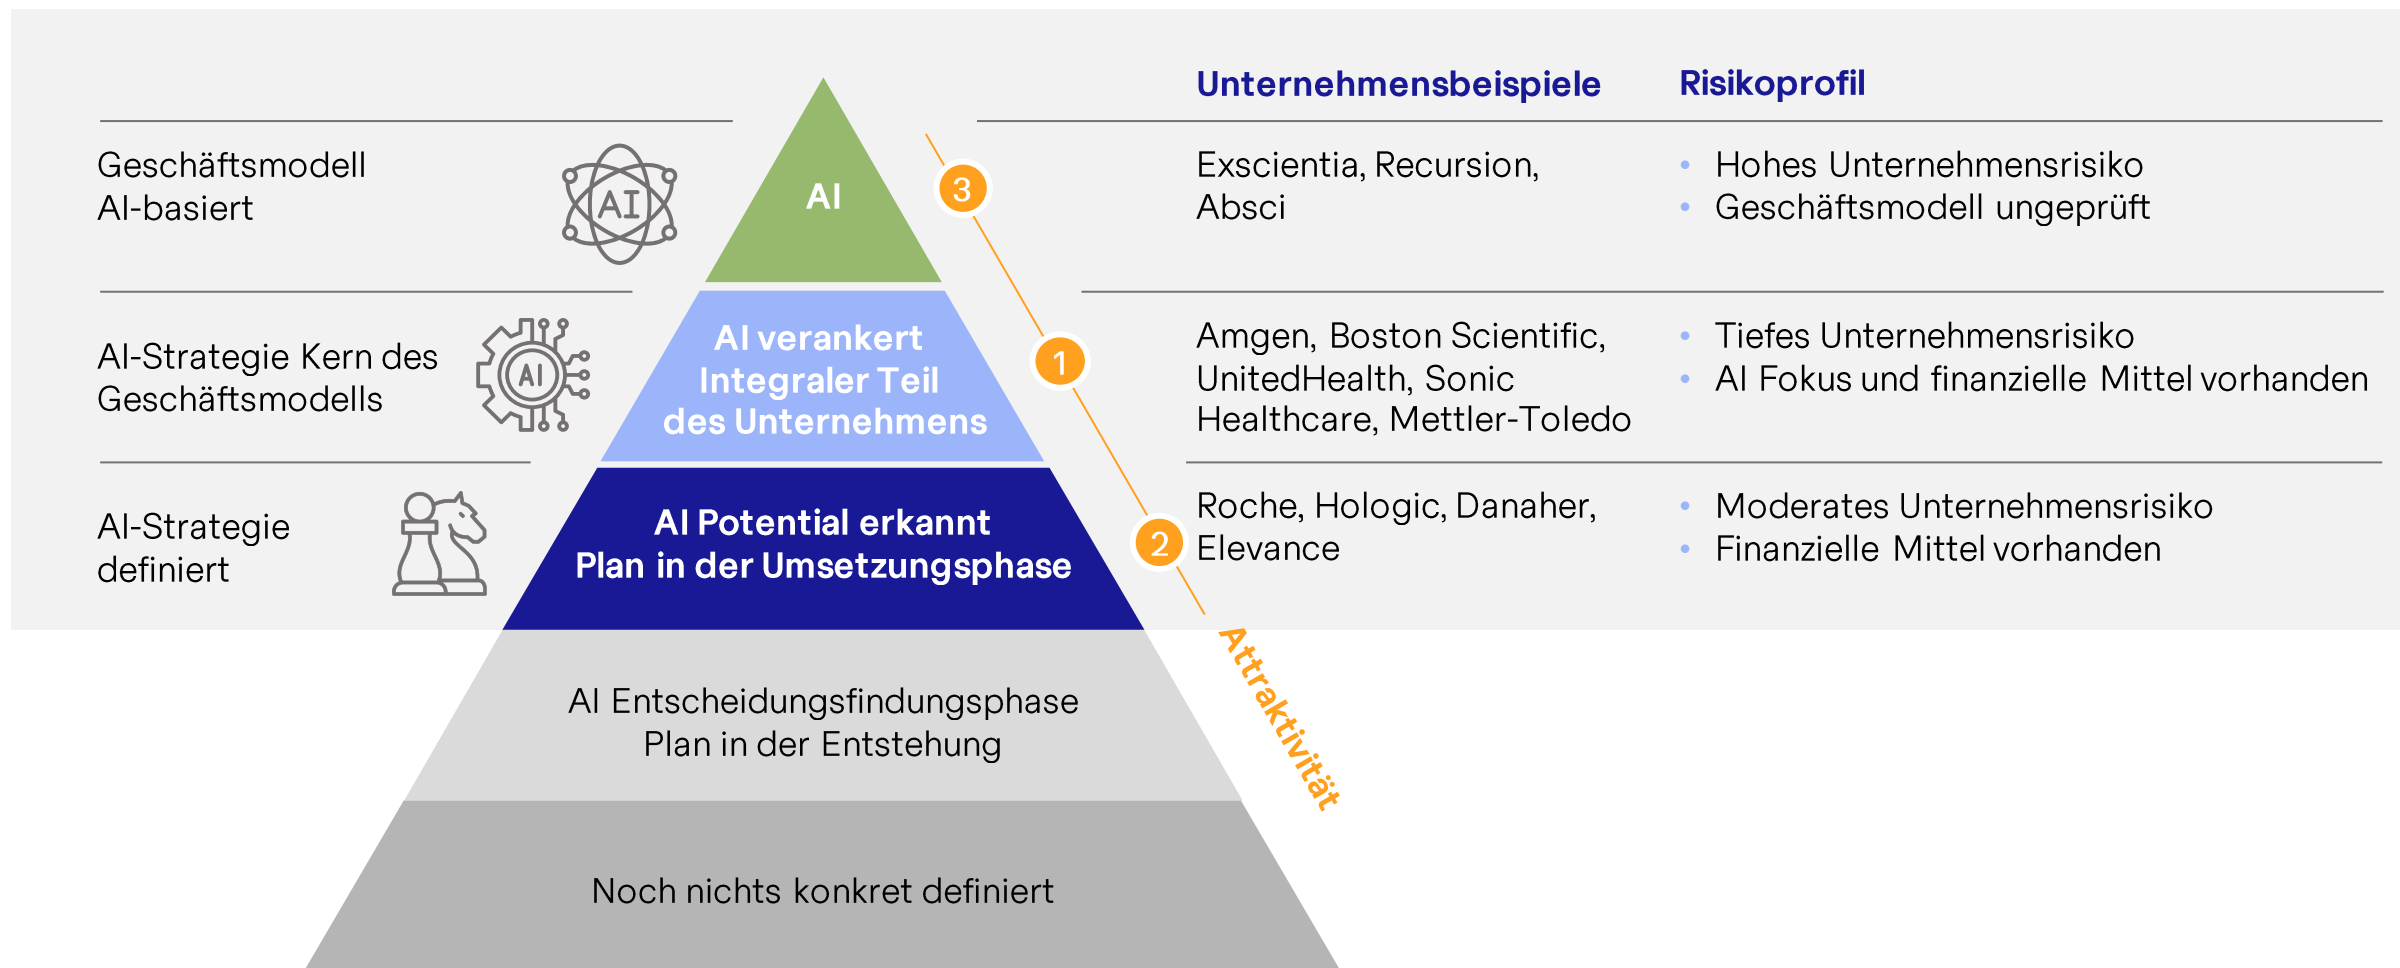 Unternehmensbeispiele
Risikoprofil
Geschäftsmodell
AI-basiert
AI
AI
3
Exscientia, Recursion,
Absci
• Hohes Unternehmensrisiko
• Geschäftsmodell ungeprüft
AI-Strategie Kern des
Geschäftsmodells
AI
AI verankert
Integraler Teil
des Unternehmens
1
Amgen, Boston Scientific,
UnitedHealth, Sonic
Healthcare, Mettler-Toledo
• Tiefes Unternehmensrisiko
• AI Fokus und finanzielle Mittel vorhanden
AI-Strategie
definiert
AI Potential erkannt
Plan in der Umsetzungsphase
2
Roche, Hologic, Danaher,
Elevance
• Moderates Unternehmensrisiko
• Finanzielle Mittel vorhanden
Attraktivität
AI Entscheidungsfindungsphase
Plan in der Entstehung
Noch nichts konkret definiert